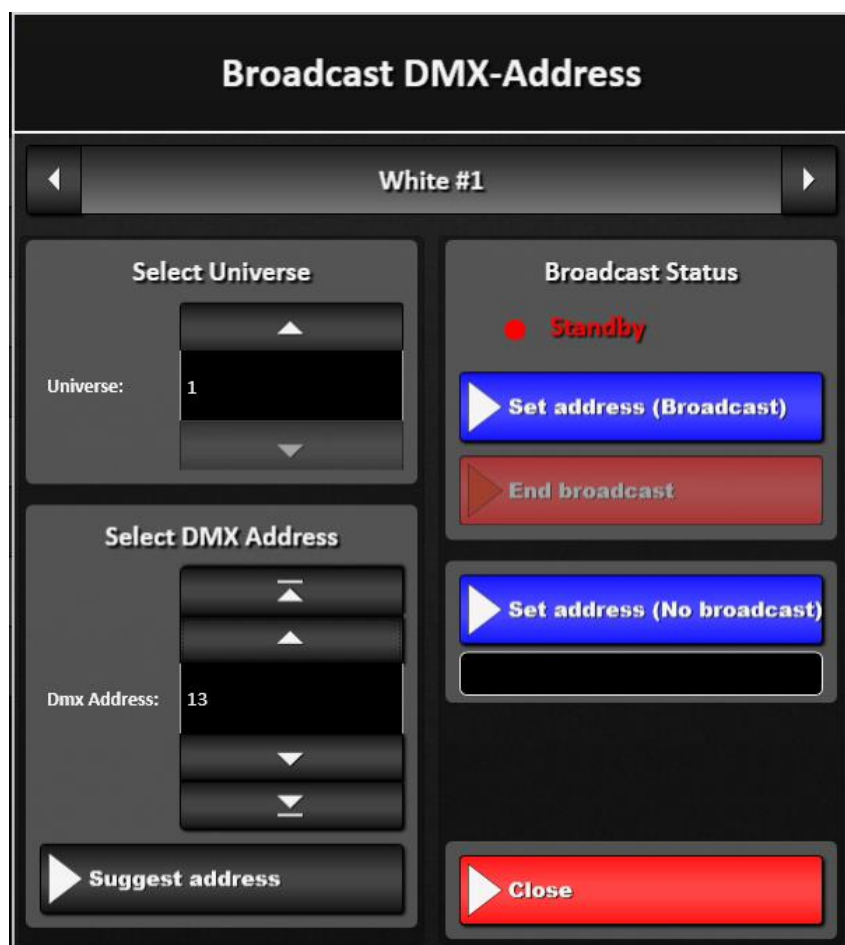 Broadcast DMX-Address
White #1
Select Universe
Universe:
1
Select DMX Address
Dmx Address:
13
Suggest address
Broadcast Status
Standby
Set address (Broadcast)
End broadcast
Set address (No broadcast)
Close